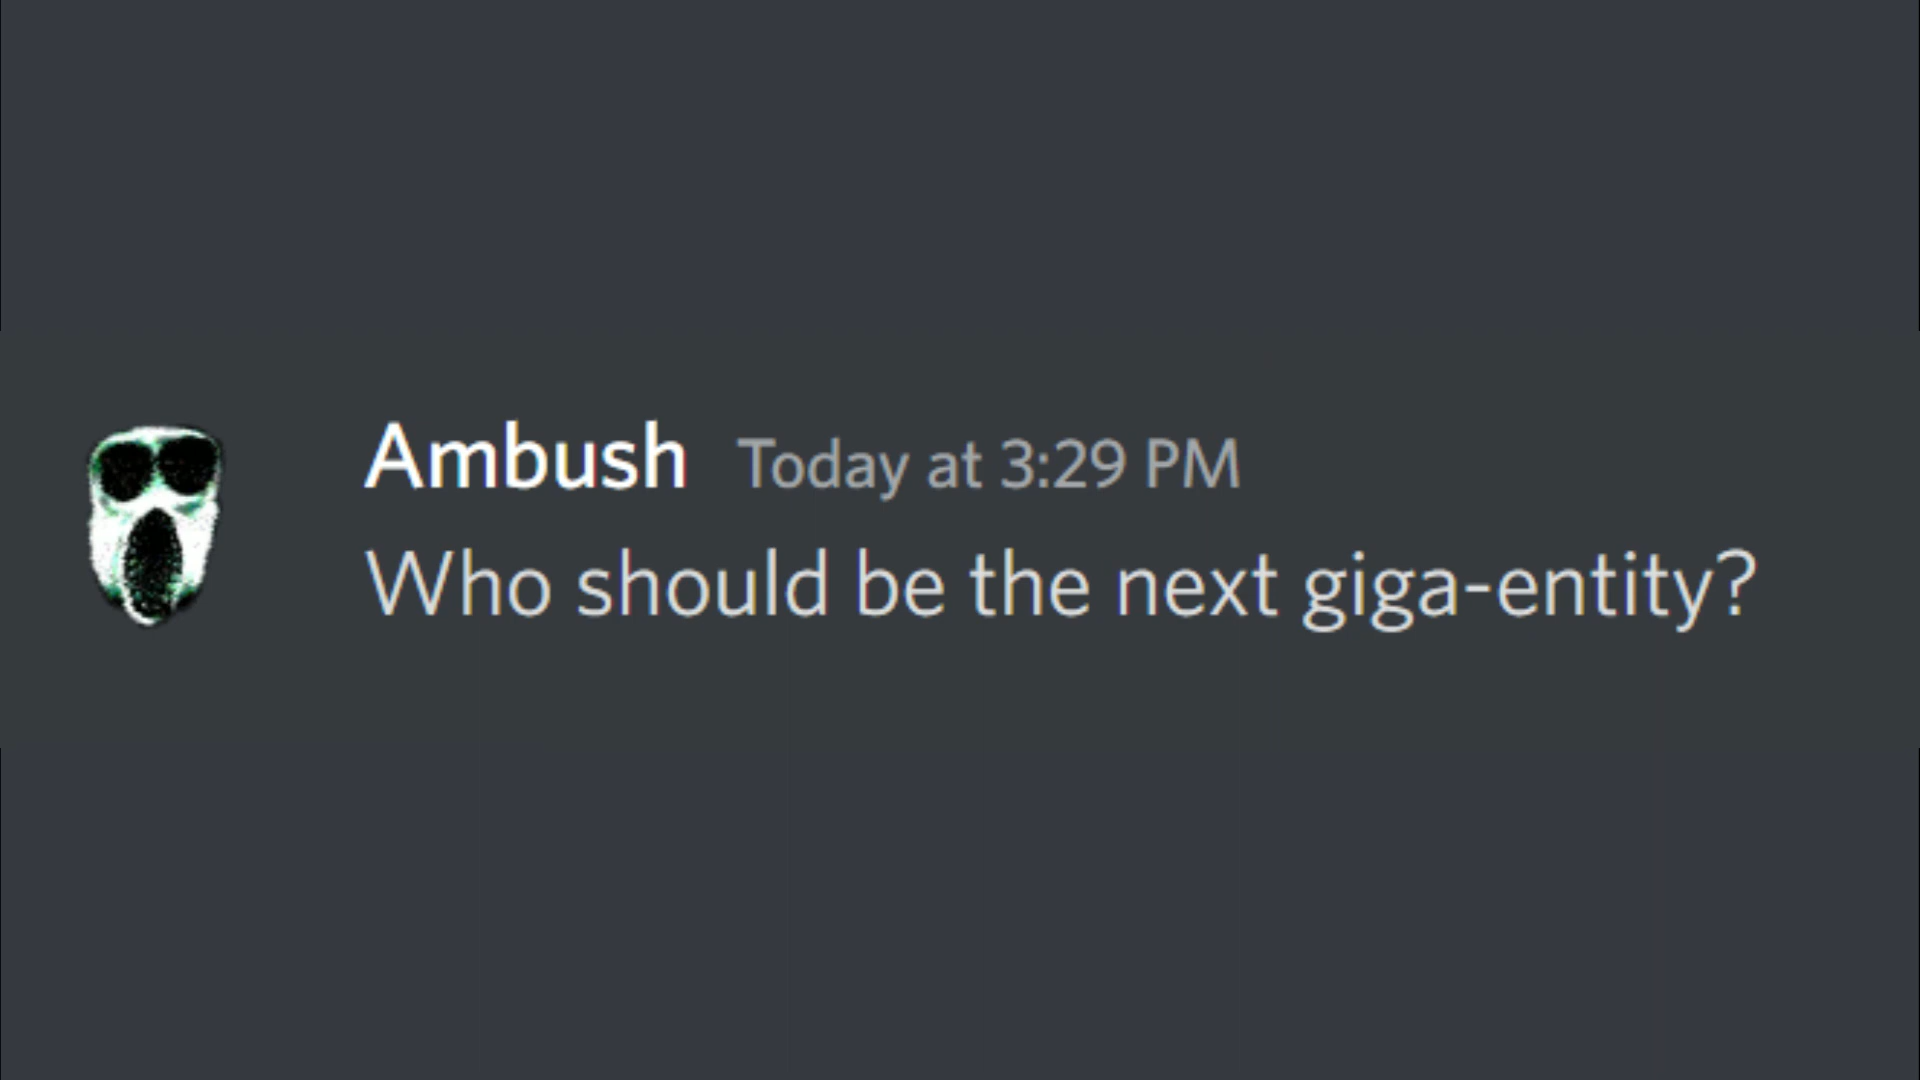 Ambush Today at 3:29 PM
Who should be the next giga-entity?